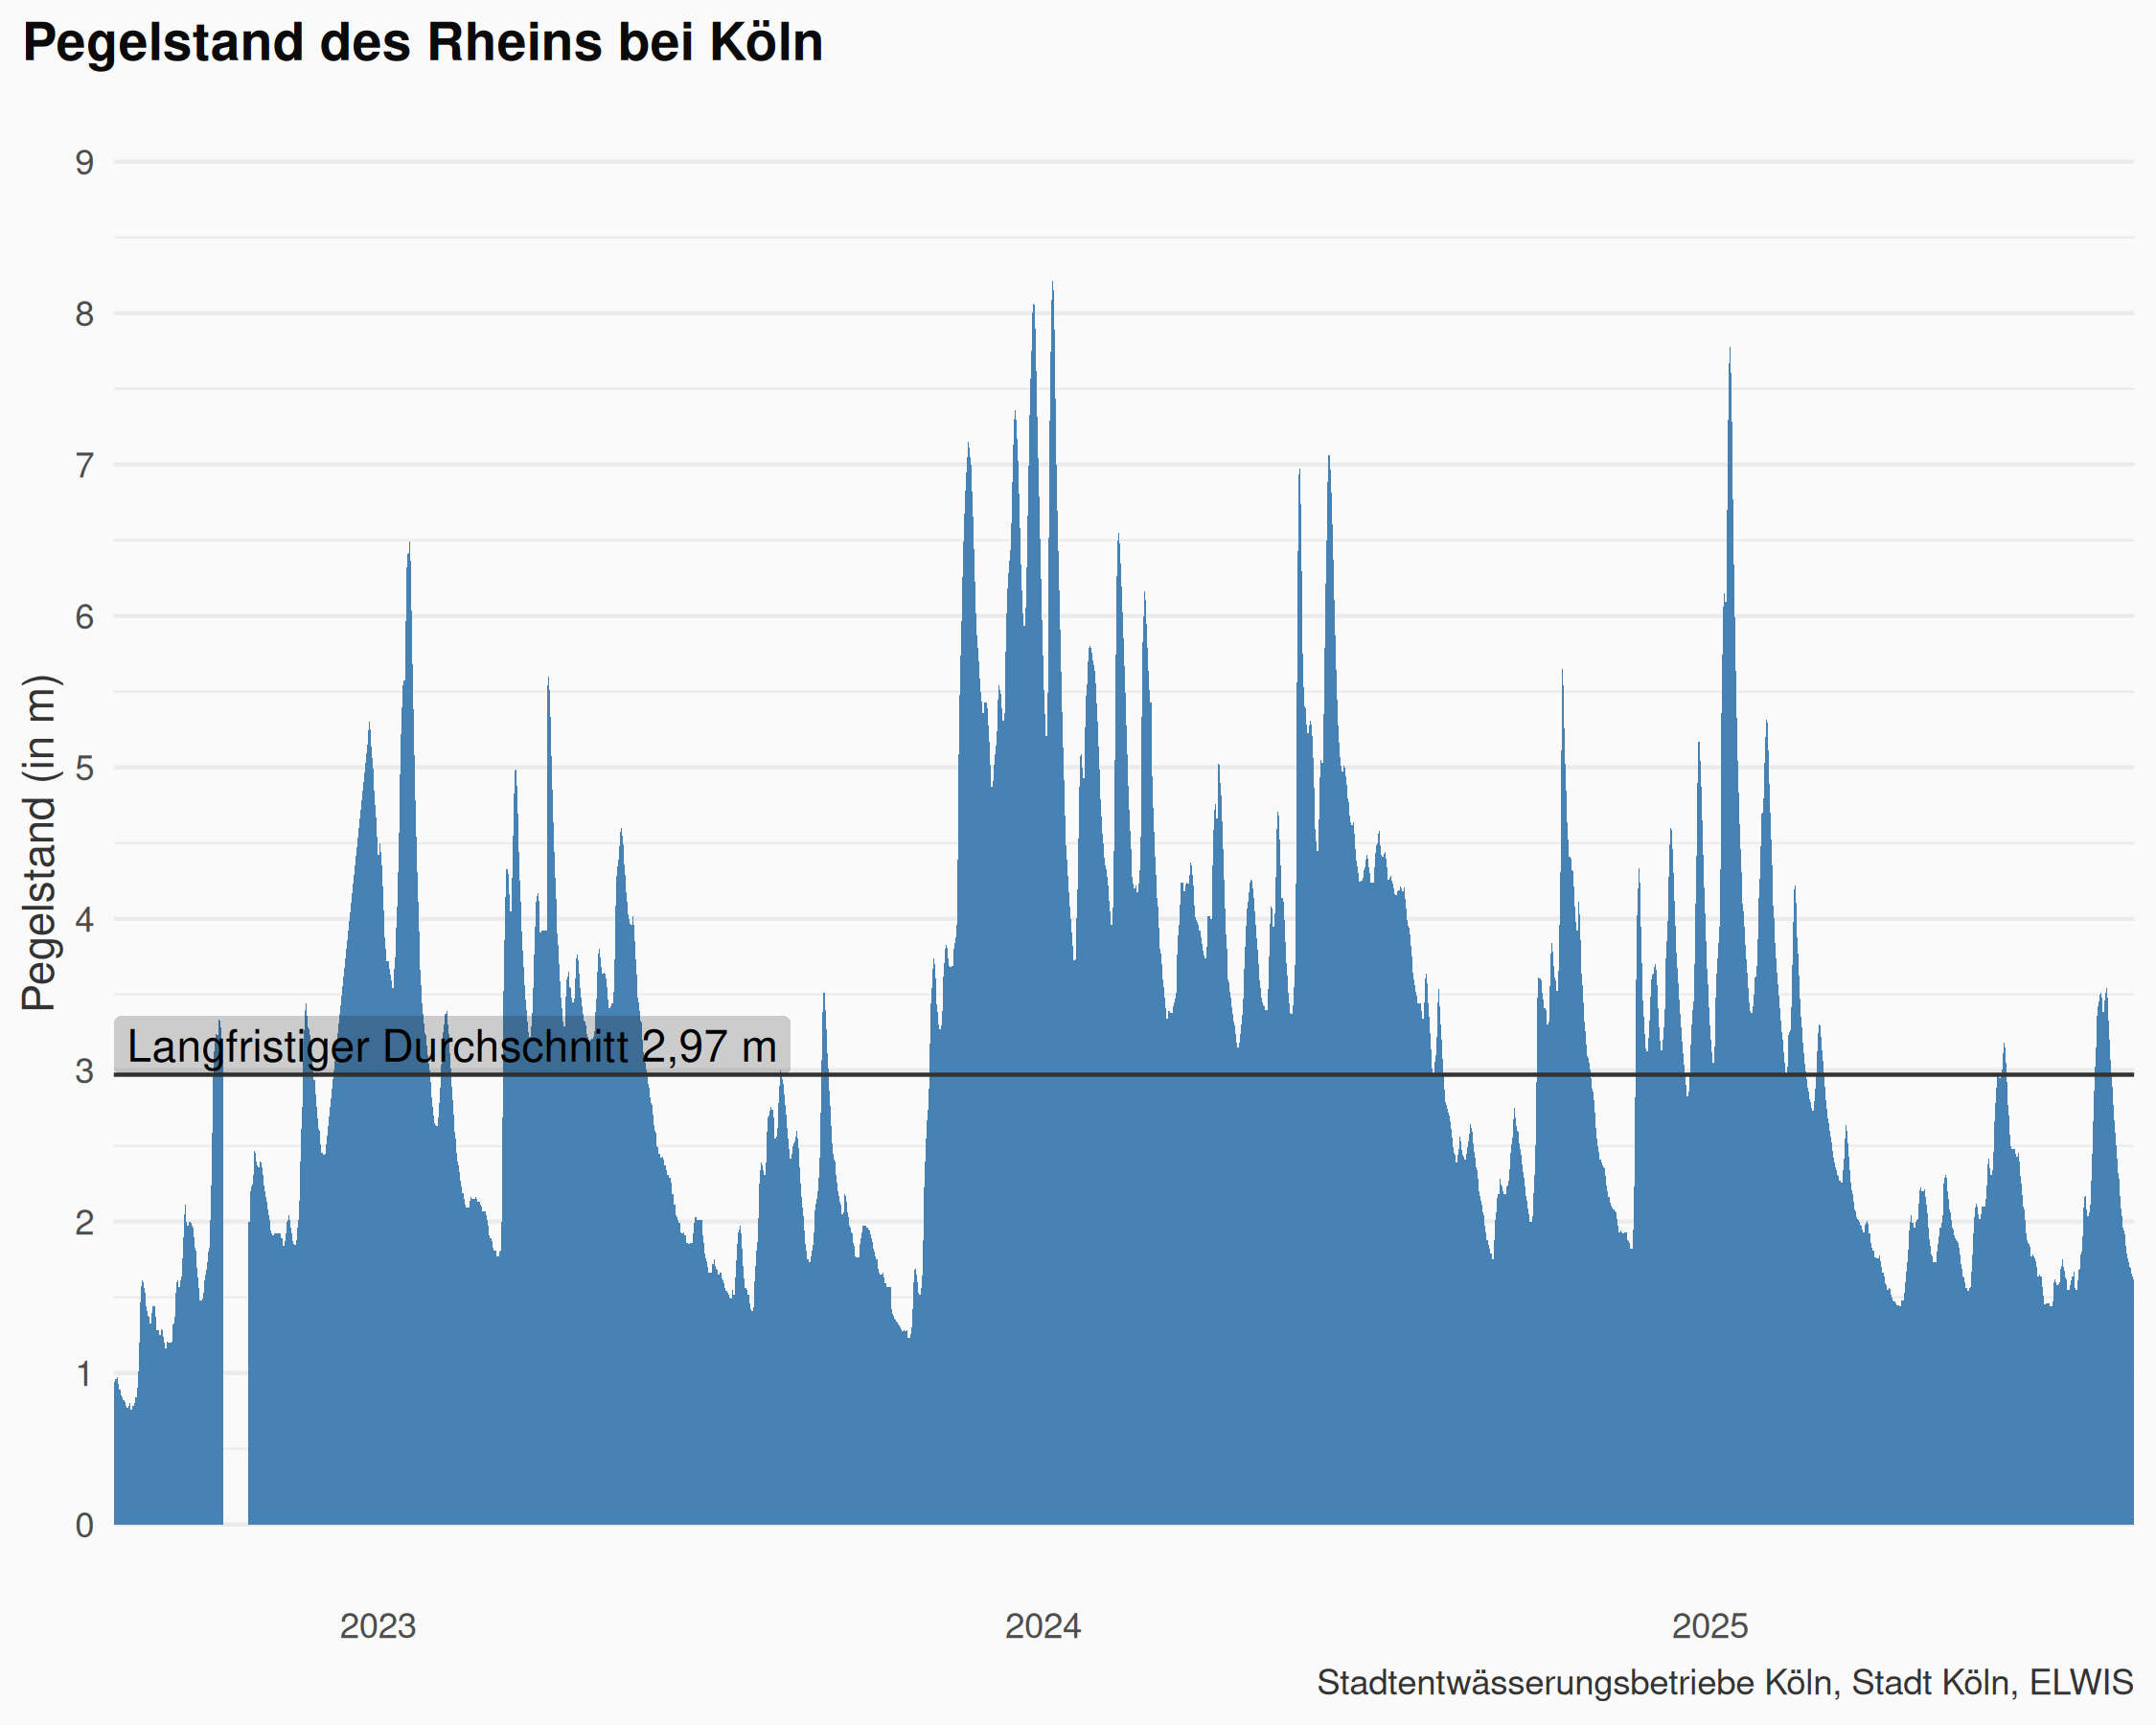 Pegelstand des Rheins bei Köln
9
8
7
6
5
4
3
2
1
0
Pegelstand (in m)
Langfristiger Durchschnitt 2,97 m
2023 2024 2025
Stadtentwässerungsbetriebe Köln, Stadt Köln, ELWIS